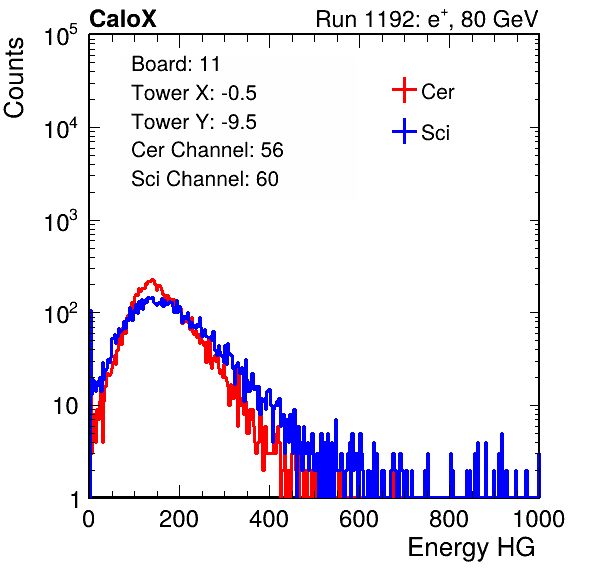 CaloX Run 1192: e⁺, 80 GeV
Counts
Board: 11
Tower X: -0.5
Tower Y: -9.5
Cer Channel: 56
Sci Channel: 60
Cer
Sci
10⁵
10⁴
10³
10²
10
1
0 200 400 600 800 1000
Energy HG